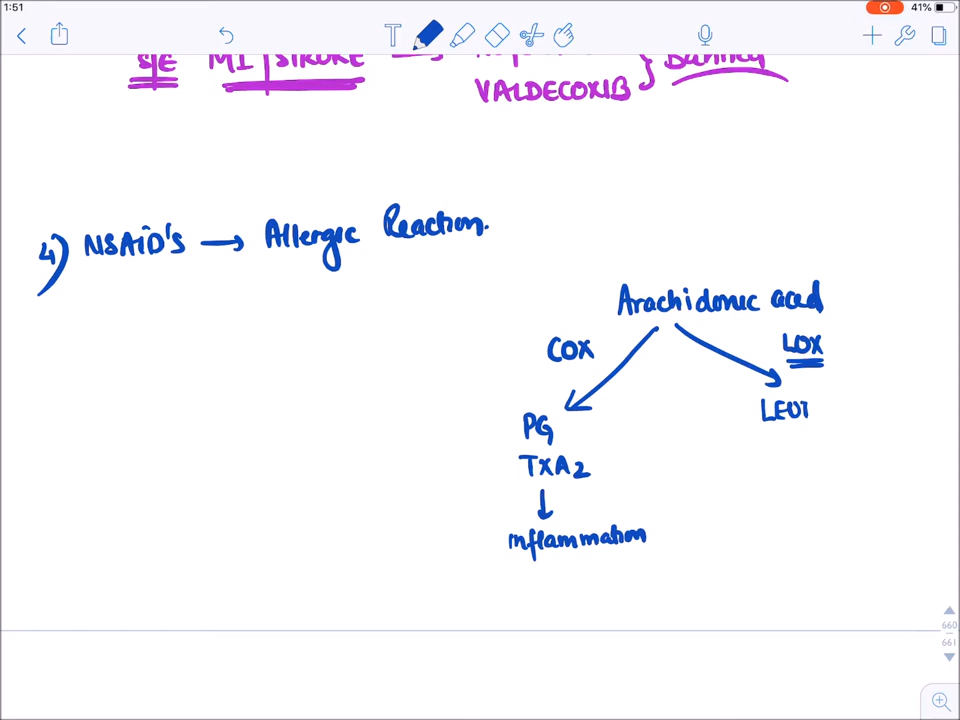 1:51
41%
T
S/E MI | STROKE
VALDECOXIB } Banned
4) NSAID'S → Allergic Reaction.
Arachidonic acid
COX
LOX
PG
LEUT
TxA2
↓
inflammation
660
661